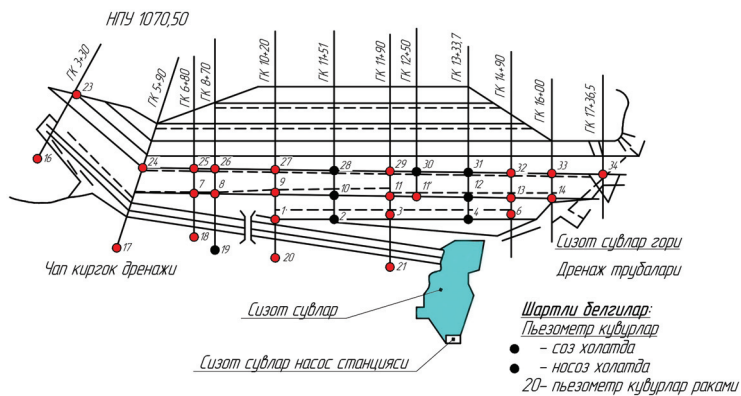 НПУ 1070,50
ГК 3+30
ГК 5+90
ГК 6+80
ГК 8+70
ГК 10+20
ГК 11+51
ГК 11+90
ГК 12+50
ГК 13+33,7
ГК 14+90
ГК 16+00
ГК 17+36,5
23
16
24
25
26
27
28
29
30
31
32
33
34
7
8
9
10
11
11'
12
13
14
1
2
3
4
6
17
18
19
20
21
Чап киргок дренажи
Сизот сувлар гори
Дренаж трубалари
Сизот сувлар
Сизот сувлар насос станцияси
Шартли белгилар:
Пьезометр кувурлар
– соз холатда
– носоз холатда
20– пьезометр кувурлар раками